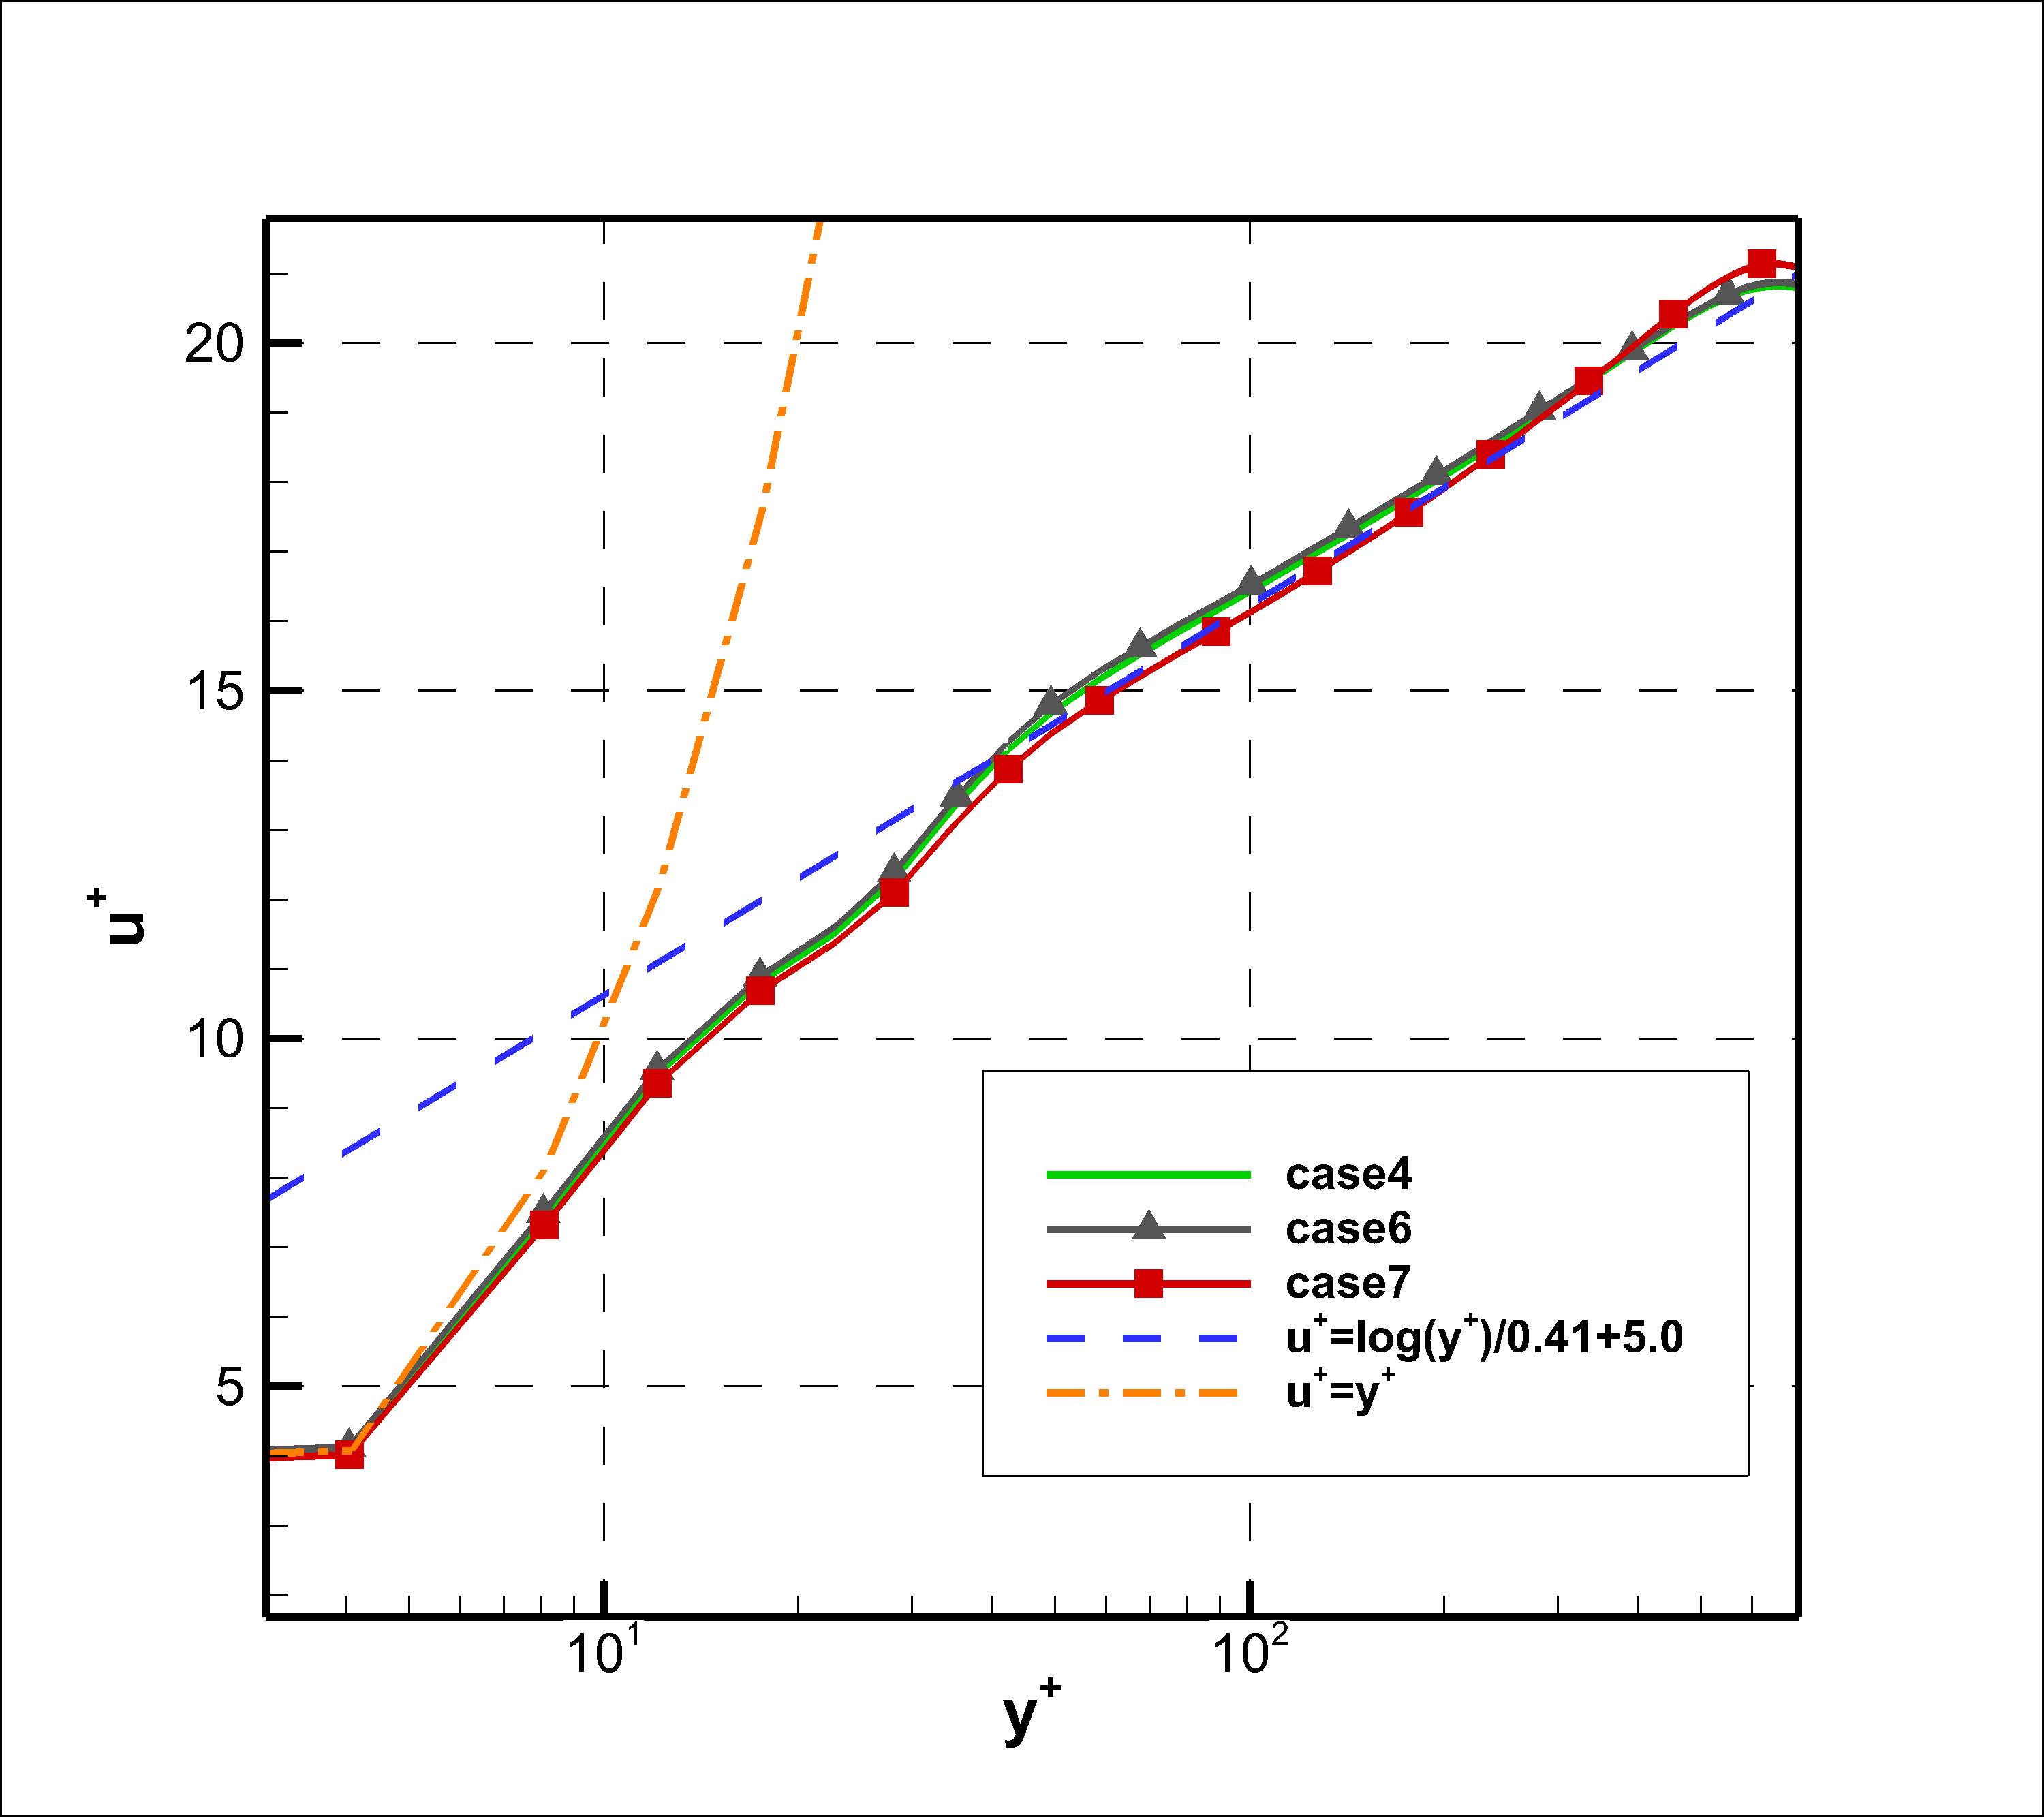 20
15
10
5
u⁺
case4
case6
case7
u⁺=log(y⁺)/0.41+5.0
u⁺=y⁺
10¹
10²
y⁺